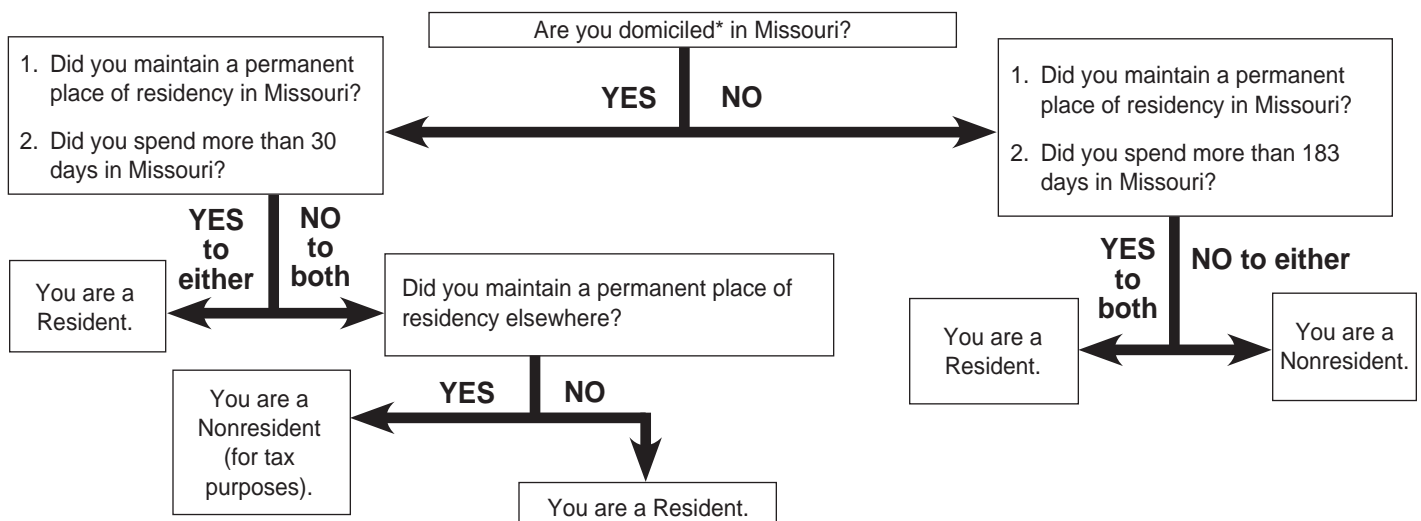 Are you domiciled* in Missouri?
YES
NO
1. Did you maintain a permanent
place of residency in Missouri?
2. Did you spend more than 30
days in Missouri?
1. Did you maintain a permanent
place of residency in Missouri?
2. Did you spend more than 183
days in Missouri?
YES
to
either
NO
to
both
You are a
Resident.
Did you maintain a permanent place of
residency elsewhere?
YES
to
both
NO to either
You are a
Resident.
You are a
Nonresident.
YES
NO
You are a
Nonresident
(for tax
purposes).
You are a Resident.